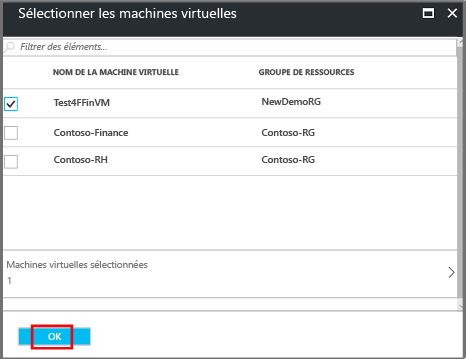 Sélectionner les machines virtuelles
Filtrer des éléments...
NOM DE LA MACHINE VIRTUELLE GROUPE DE RESSOURCES
Test4FFinVM NewDemoRG
Contoso-Finance Contoso-RG
Contoso-RH Contoso-RG
Machines virtuelles sélectionnées
1
OK